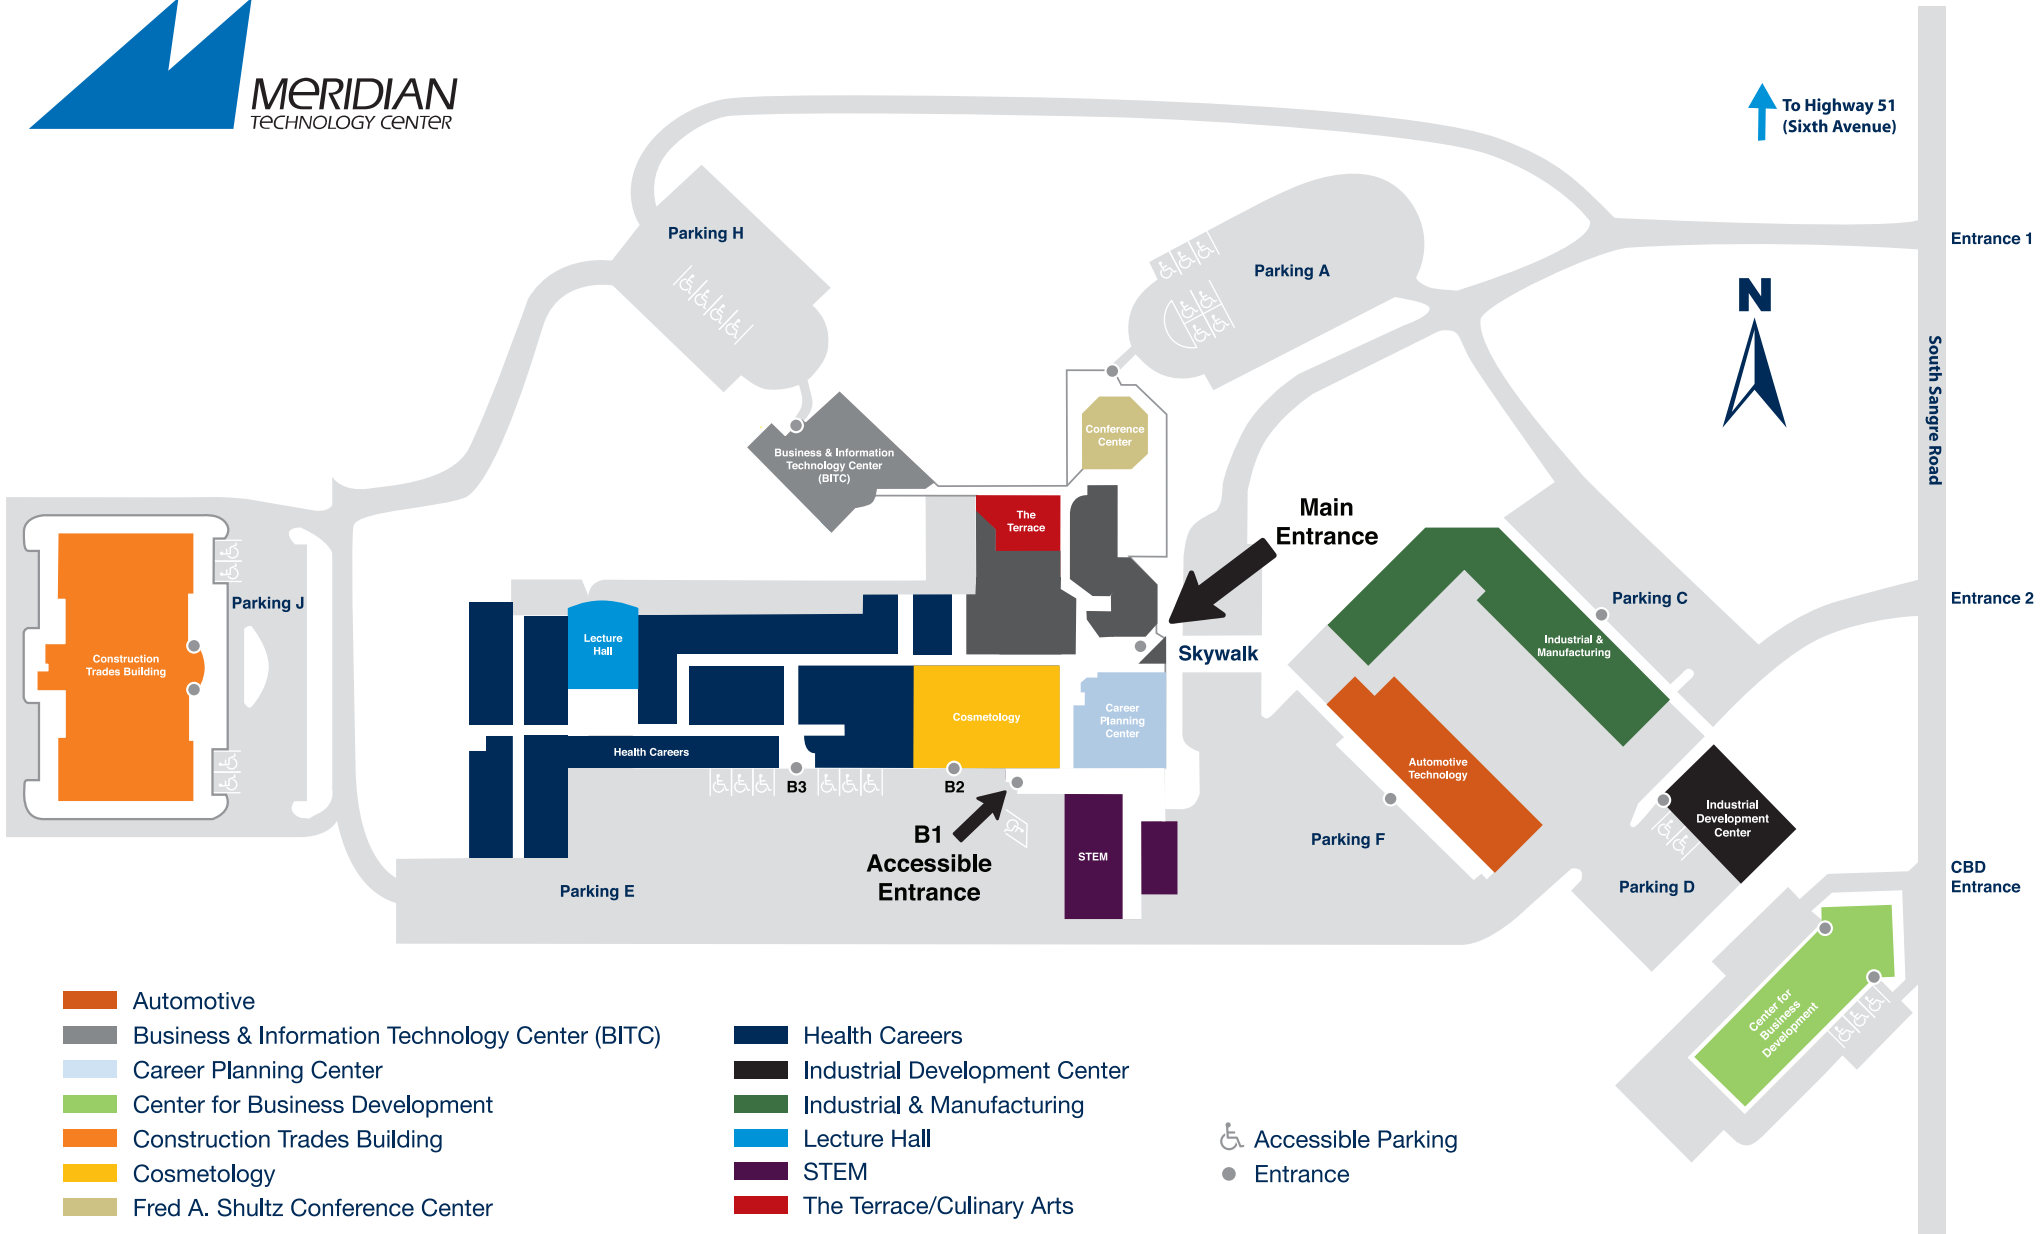 MERIDIAN
TECHNOLOGY CENTER
To Highway 51
(Sixth Avenue)
Parking H
Entrance 1
Parking A
N
South Sangre Road
Conference
Center
Business & Information
Technology Center
(BITC)
Main
Entrance
The
Terrace
Parking J
Parking C
Entrance 2
Lecture
Hall
Industrial &
Manufacturing
Skywalk
Construction
Trades Building
Cosmetology
Career
Planning
Center
Health Careers
Automotive
Technology
B3
B2
Industrial
Development
Center
B1
Accessible
Entrance
Parking F
STEM
CBD
Entrance
Parking E
Parking D
Center for
Business
Development
Automotive
Business & Information Technology Center (BITC)
Career Planning Center
Center for Business Development
Construction Trades Building
Cosmetology
Fred A. Shultz Conference Center
Health Careers
Industrial Development Center
Industrial & Manufacturing
Lecture Hall
STEM
The Terrace/Culinary Arts
Accessible Parking
Entrance